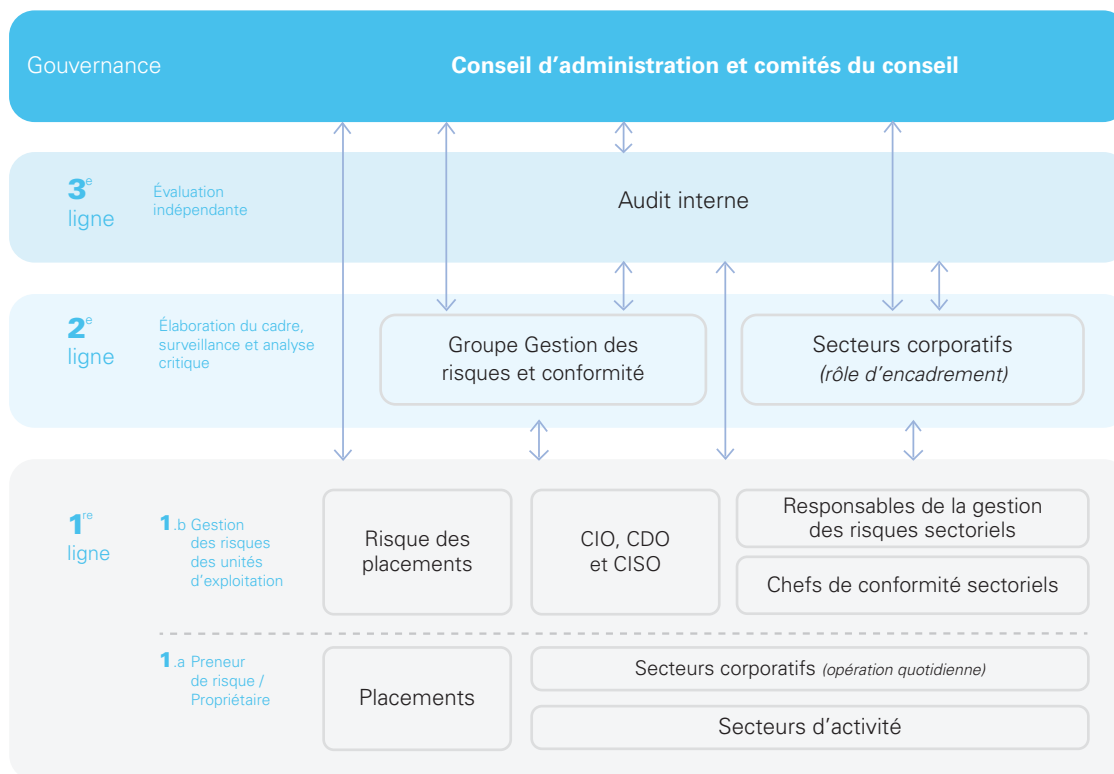 Gouvernance
Conseil d’administration et comités du conseil
3e
ligne
Évaluation
indépendante
Audit interne
2e
ligne
Élaboration du cadre,
surveillance et analyse
critique
Groupe Gestion des
risques et conformité
Secteurs corporatifs
(rôle d’encadrement)
1re
ligne
1.b Gestion
des risques
des unités
d’exploitation
Risque des
placements
CIO, CDO
et CISO
Responsables de la gestion
des risques sectoriels
Chefs de conformité sectoriels
1.a Preneur
de risque /
Propriétaire
Placements
Secteurs corporatifs (opération quotidienne)
Secteurs d’activité